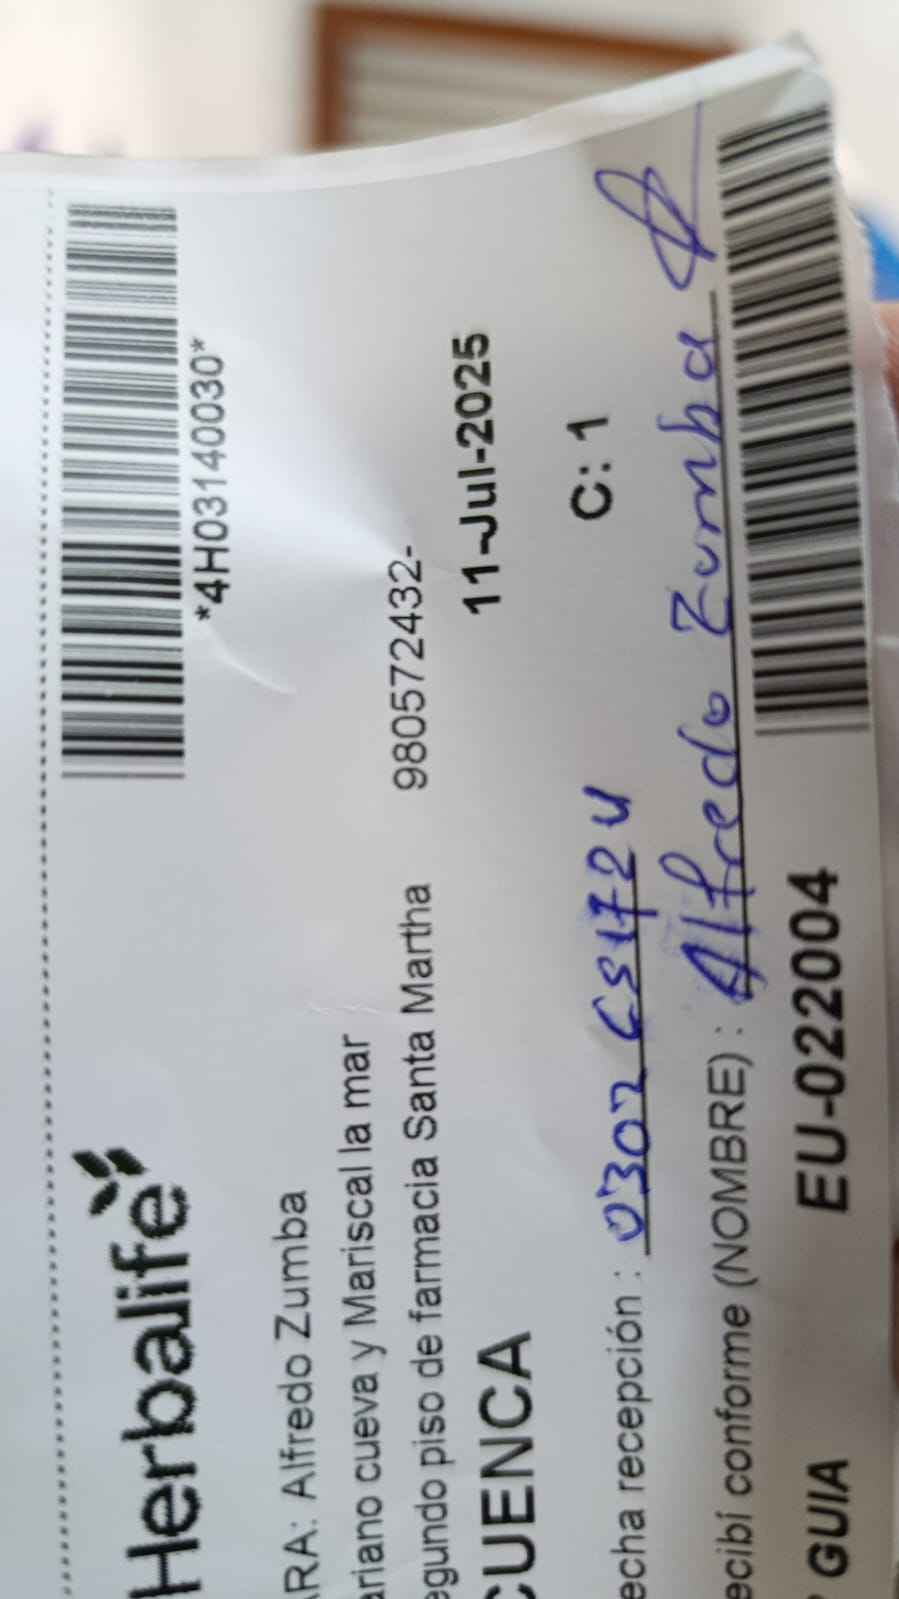 Herbalife
*4H03140030*
RA: Alfredo Zumba
ariano cueva y Mariscal la mar
egundo piso de farmacia Santa Martha 980572432-
CUENCA 11-Jul-2025
C: 1
echa recepción :
ecibí conforme (NOMBRE) : Alfredo Zumba
GUIA EU-022004